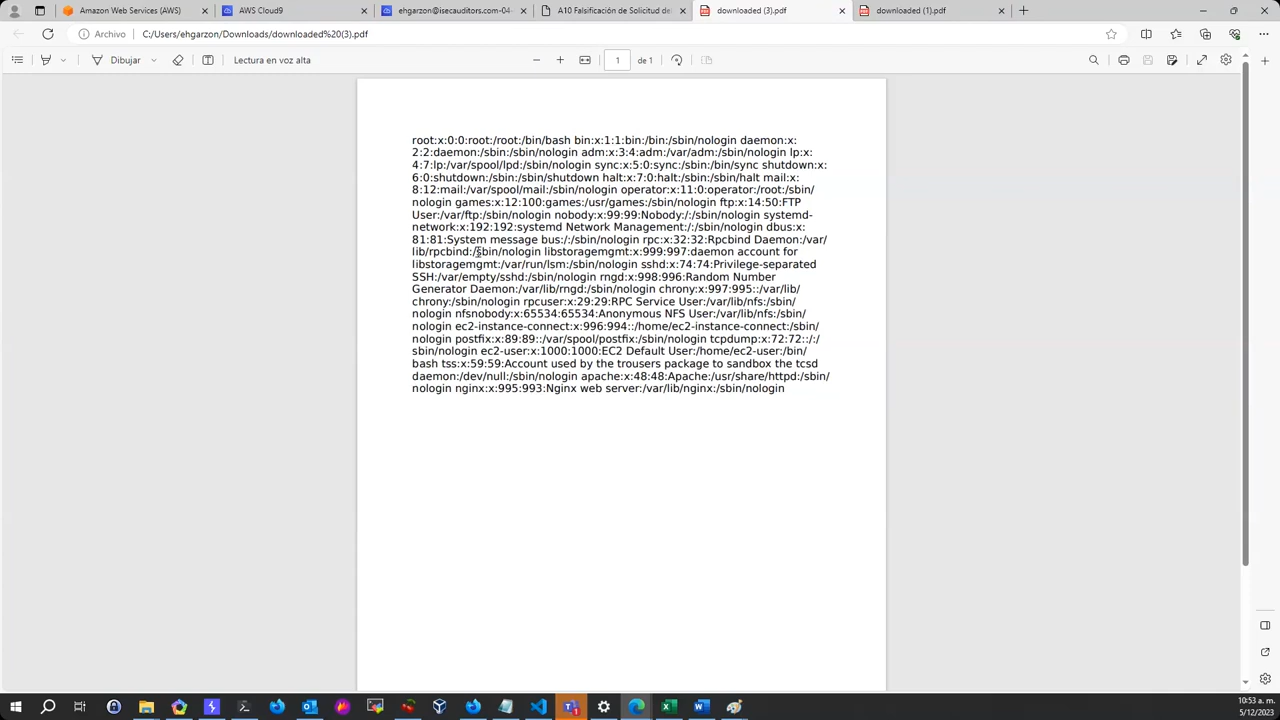 Amazon Web Services (AWS)
AWS Cloud9
ehgarzon@isecauditors.com-04-
A10 Falsificación de Solicitud de
downloaded (3).pdf
downloaded (1).pdf
Archivo
C:/Users/ehgarzon/Downloads/downloaded%20(3).pdf
Dibujar
Lectura en voz alta
1
de 1
root:x:0:0:root:/root:/bin/bash bin:x:1:1:bin:/bin:/sbin/nologin daemon:x:
2:2:daemon:/sbin:/sbin/nologin adm:x:3:4:adm:/var/adm:/sbin/nologin lp:x:
4:7:lp:/var/spool/lpd:/sbin/nologin sync:x:5:0:sync:/sbin:/bin/sync shutdown:x:
6:0:shutdown:/sbin:/sbin/shutdown halt:x:7:0:halt:/sbin:/sbin/halt mail:x:
8:12:mail:/var/spool/mail:/sbin/nologin operator:x:11:0:operator:/root:/sbin/
nologin games:x:12:100:games:/usr/games:/sbin/nologin ftp:x:14:50:FTP
User:/var/ftp:/sbin/nologin nobody:x:99:99:Nobody:/:/sbin/nologin systemd-
network:x:192:192:systemd Network Management:/:/sbin/nologin dbus:x:
81:81:System message bus:/:/sbin/nologin rpc:x:32:32:Rpcbind Daemon:/var/
lib/rpcbind:/sbin/nologin libstoragemgmt:x:999:997:daemon account for
libstoragemgmt:/var/run/lsm:/sbin/nologin sshd:x:74:74:Privilege-separated
SSH:/var/empty/sshd:/sbin/nologin rngd:x:998:996:Random Number
Generator Daemon:/var/lib/rngd:/sbin/nologin chrony:x:997:995::/var/lib/
chrony:/sbin/nologin rpcuser:x:29:29:RPC Service User:/var/lib/nfs:/sbin/
nologin nfsnobody:x:65534:65534:Anonymous NFS User:/var/lib/nfs:/sbin/
nologin ec2-instance-connect:x:996:994::/home/ec2-instance-connect:/sbin/
nologin postfix:x:89:89::/var/spool/postfix:/sbin/nologin tcpdump:x:72:72::/:/
sbin/nologin ec2-user:x:1000:1000:EC2 Default User:/home/ec2-user:/bin/
bash tss:x:59:59:Account used by the trousers package to sandbox the tcsd
daemon:/dev/null:/sbin/nologin apache:x:48:48:Apache:/usr/share/httpd:/sbin/
nologin nginx:x:995:993:Nginx web server:/var/lib/nginx:/sbin/nologin
10:53 a. m.
5/12/2023